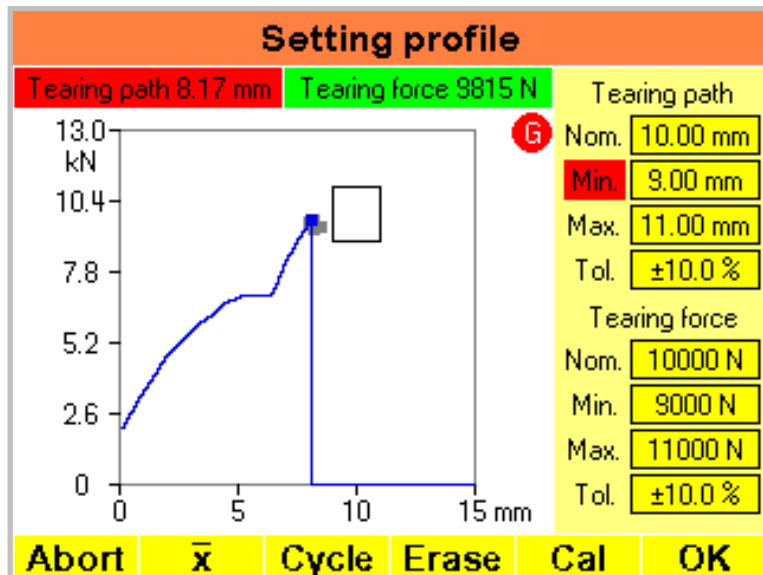 Setting profile
Tearing path 8.17 mm
Tearing force 9815 N
13.0
kN
10.4
7.8
5.2
2.6
0
0
5
10
15 mm
G
Tearing path
Nom. 10.00 mm
Min. 9.00 mm
Max. 11.00 mm
Tol. ±10.0 %
Tearing force
Nom. 10000 N
Min. 9000 N
Max. 11000 N
Tol. ±10.0 %
Abort x̅ Cycle Erase Cal OK